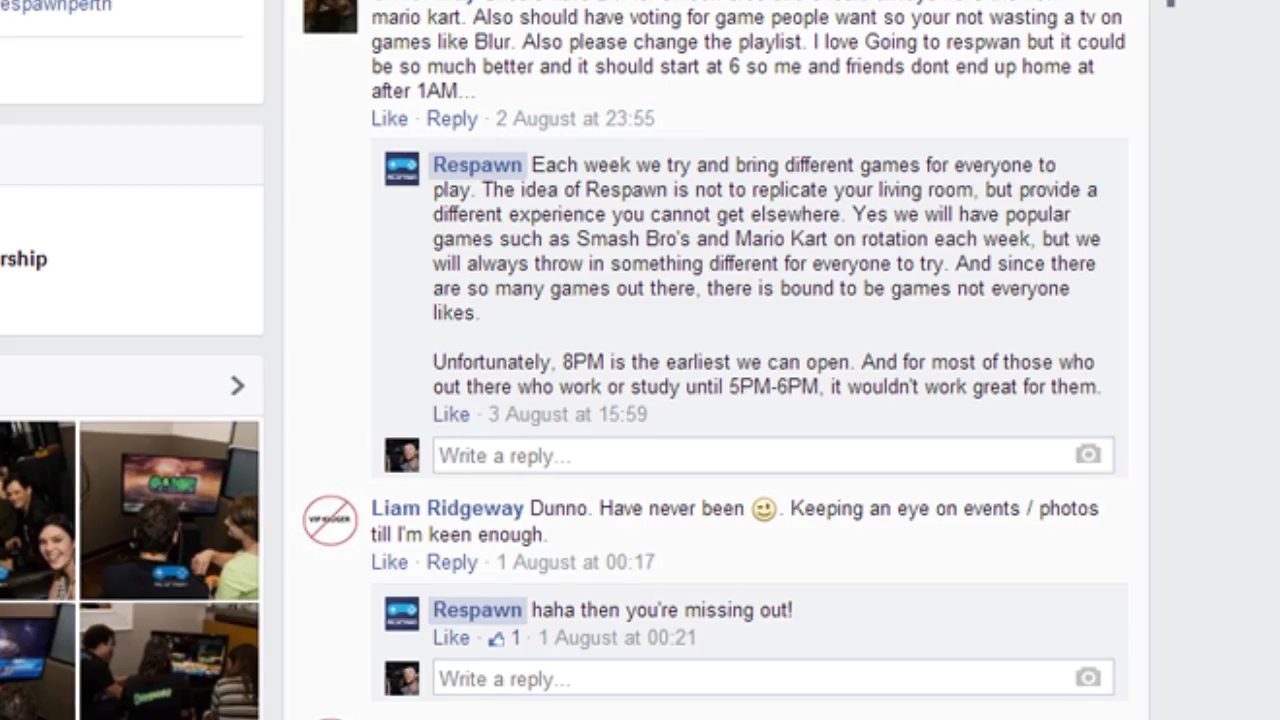 espawnperth
mario kart. Also should have voting for game people want so your not wasting a tv on
games like Blur. Also please change the playlist. I love Going to respwan but it could
be so much better and it should start at 6 so me and friends dont end up home at
after 1AM...
Like · Reply · 2 August at 23:55
Respawn Each week we try and bring different games for everyone to
play. The idea of Respawn is not to replicate your living room, but provide a
different experience you cannot get elsewhere. Yes we will have popular
games such as Smash Bro's and Mario Kart on rotation each week, but we
will always throw in something different for everyone to try. And since there
are so many games out there, there is bound to be games not everyone
likes.
Unfortunately, 8PM is the earliest we can open. And for most of those who
out there who work or study until 5PM-6PM, it wouldn't work great for them.
Like · 3 August at 15:59
Write a reply...
rship
Liam Ridgeway Dunno. Have never been 😉. Keeping an eye on events / photos
till I'm keen enough.
Like · Reply · 1 August at 00:17
Respawn haha then you're missing out!
Like · 1 · 1 August at 00:21
Write a reply...